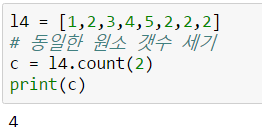 l4 = [1,2,3,4,5,2,2,2]
# 동일한 원소 갯수 세기
c = l4.count(2)
print(c)
4